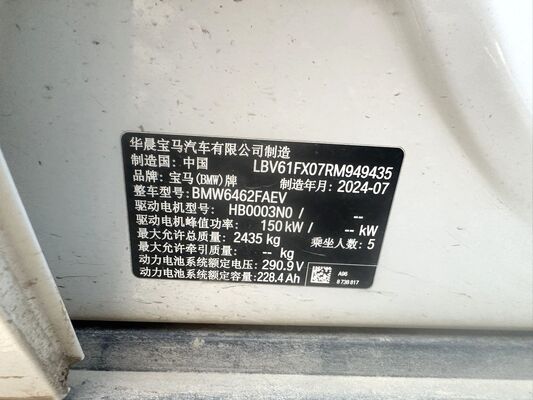 华晨宝马汽车有限公司制造
制造国: 中国 LBV61FX07RM949435
品牌: 宝马(BMW)牌 制造年月: 2024-07
整车型号: BMW6462FAEV
驱动电机型号: HB0003N0 / --
驱动电机峰值功率: 150 kW / -- kW
最大允许总质量: 2435 kg 乘坐人数: 5
最大允许牵引质量: -- kg
动力电池系统额定电压: 290.9 V
动力电池系统额定容量: 228.4 Ah
A96
8 738 817